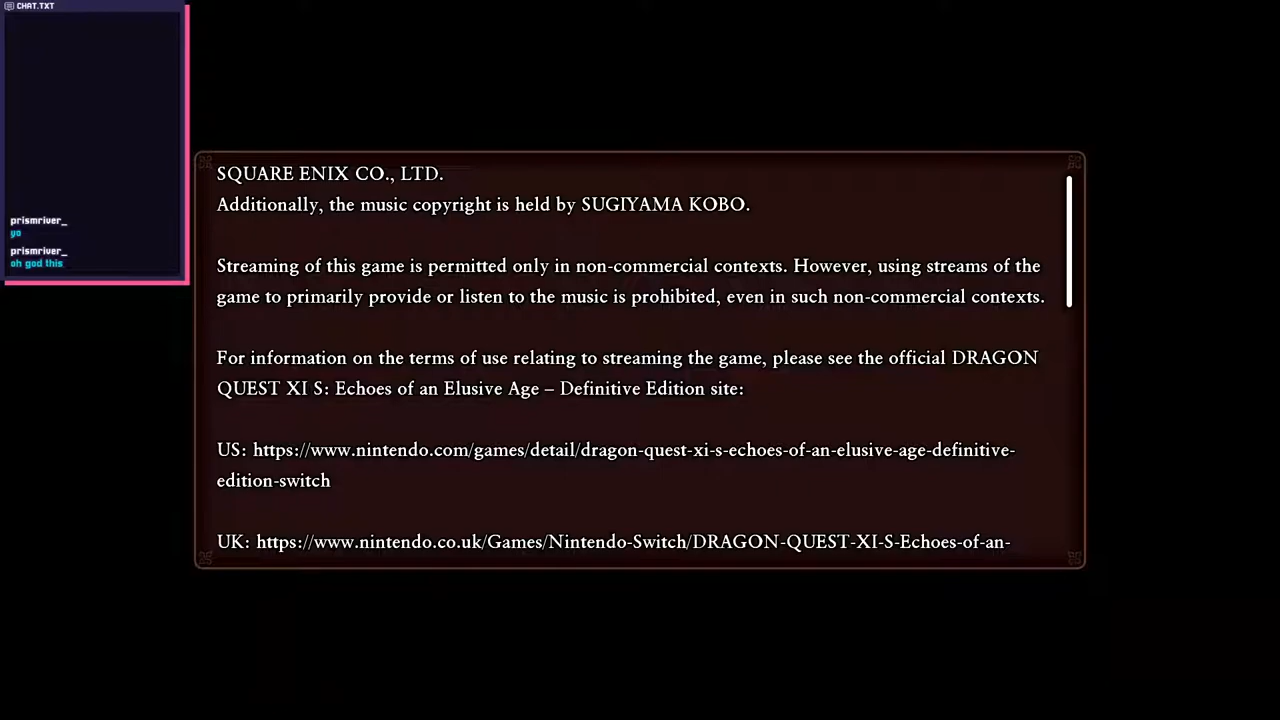 CHAT.TXT
prismriver_
yo
prismriver_
oh god this
SQUARE ENIX CO., LTD.
Additionally, the music copyright is held by SUGIYAMA KOBO.
Streaming of this game is permitted only in non-commercial contexts. However, using streams of the
game to primarily provide or listen to the music is prohibited, even in such non-commercial contexts.
For information on the terms of use relating to streaming the game, please see the official DRAGON
QUEST XI S: Echoes of an Elusive Age – Definitive Edition site:
US: https://www.nintendo.com/games/detail/dragon-quest-xi-s-echoes-of-an-elusive-age-definitive-
edition-switch
UK: https://www.nintendo.co.uk/Games/Nintendo-Switch/DRAGON-QUEST-XI-S-Echoes-of-an-